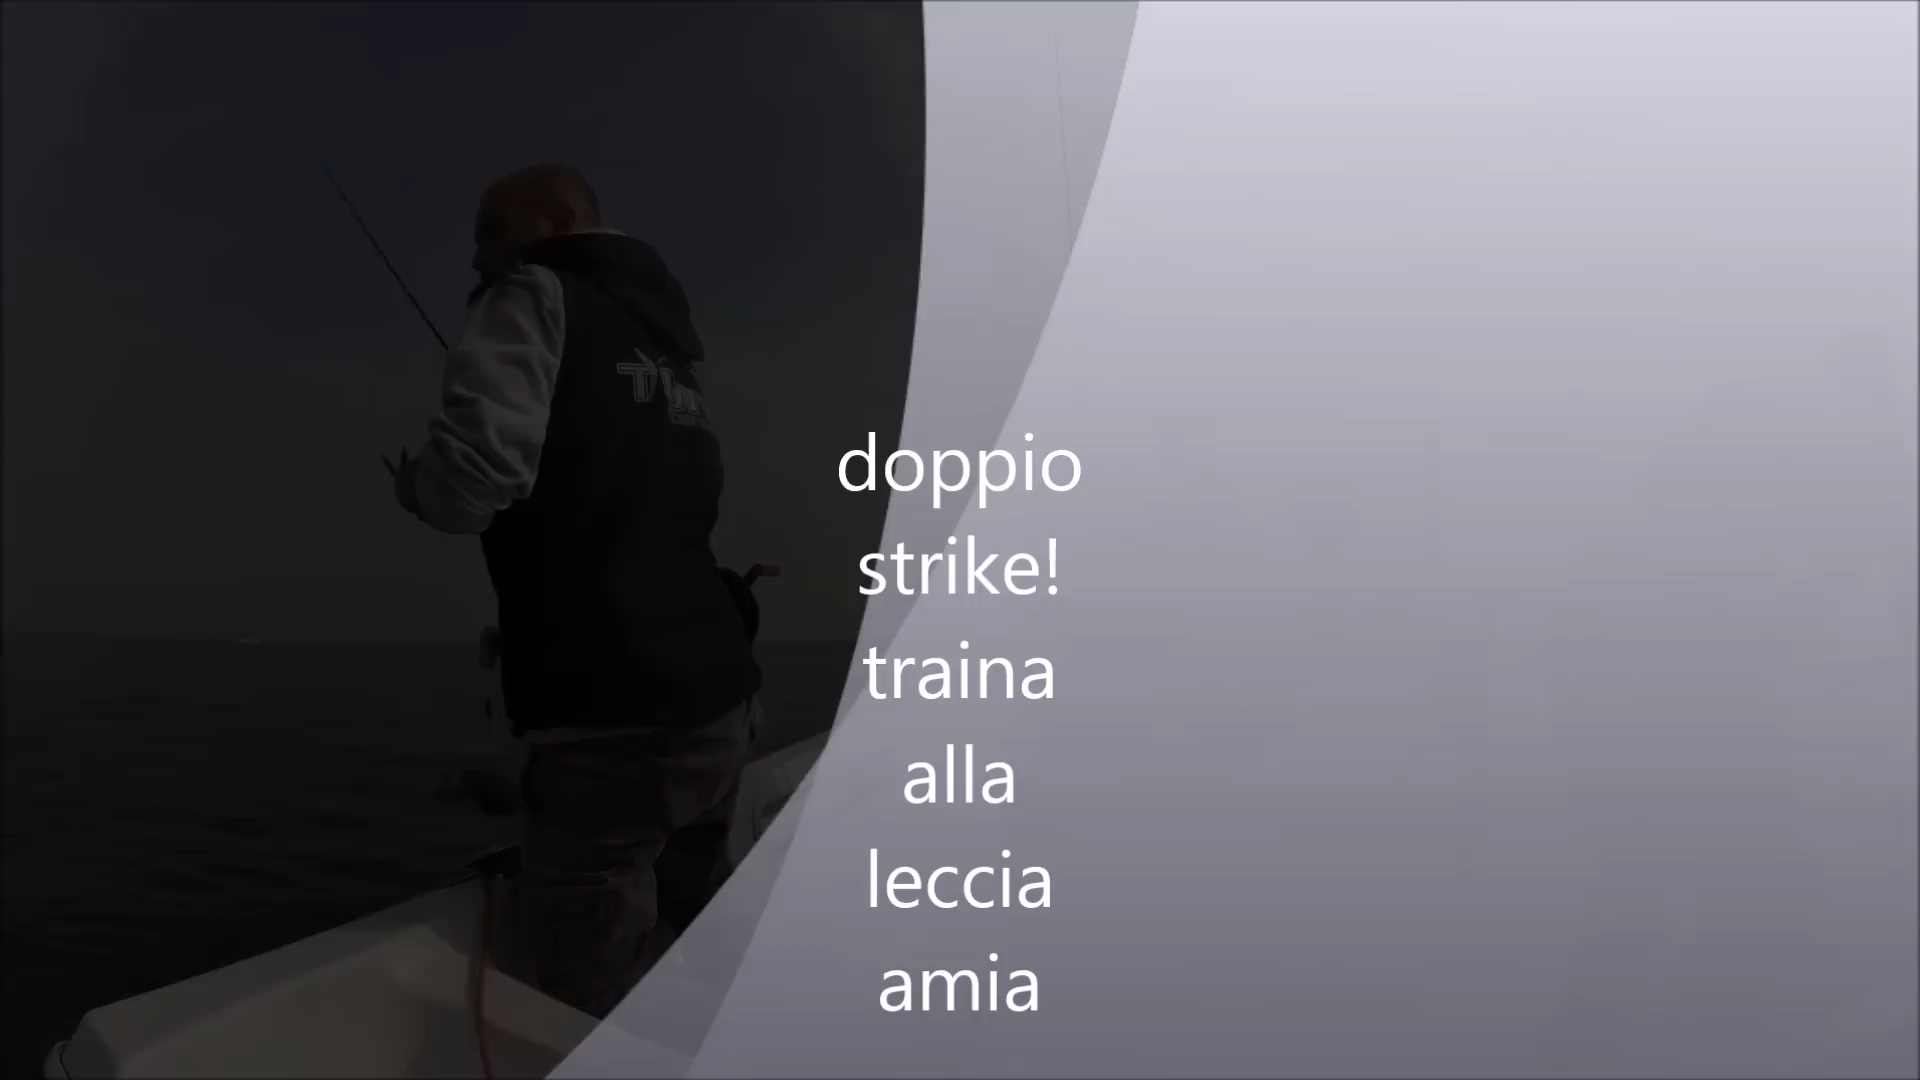 doppio
strike!
traina
alla
leccia
amia